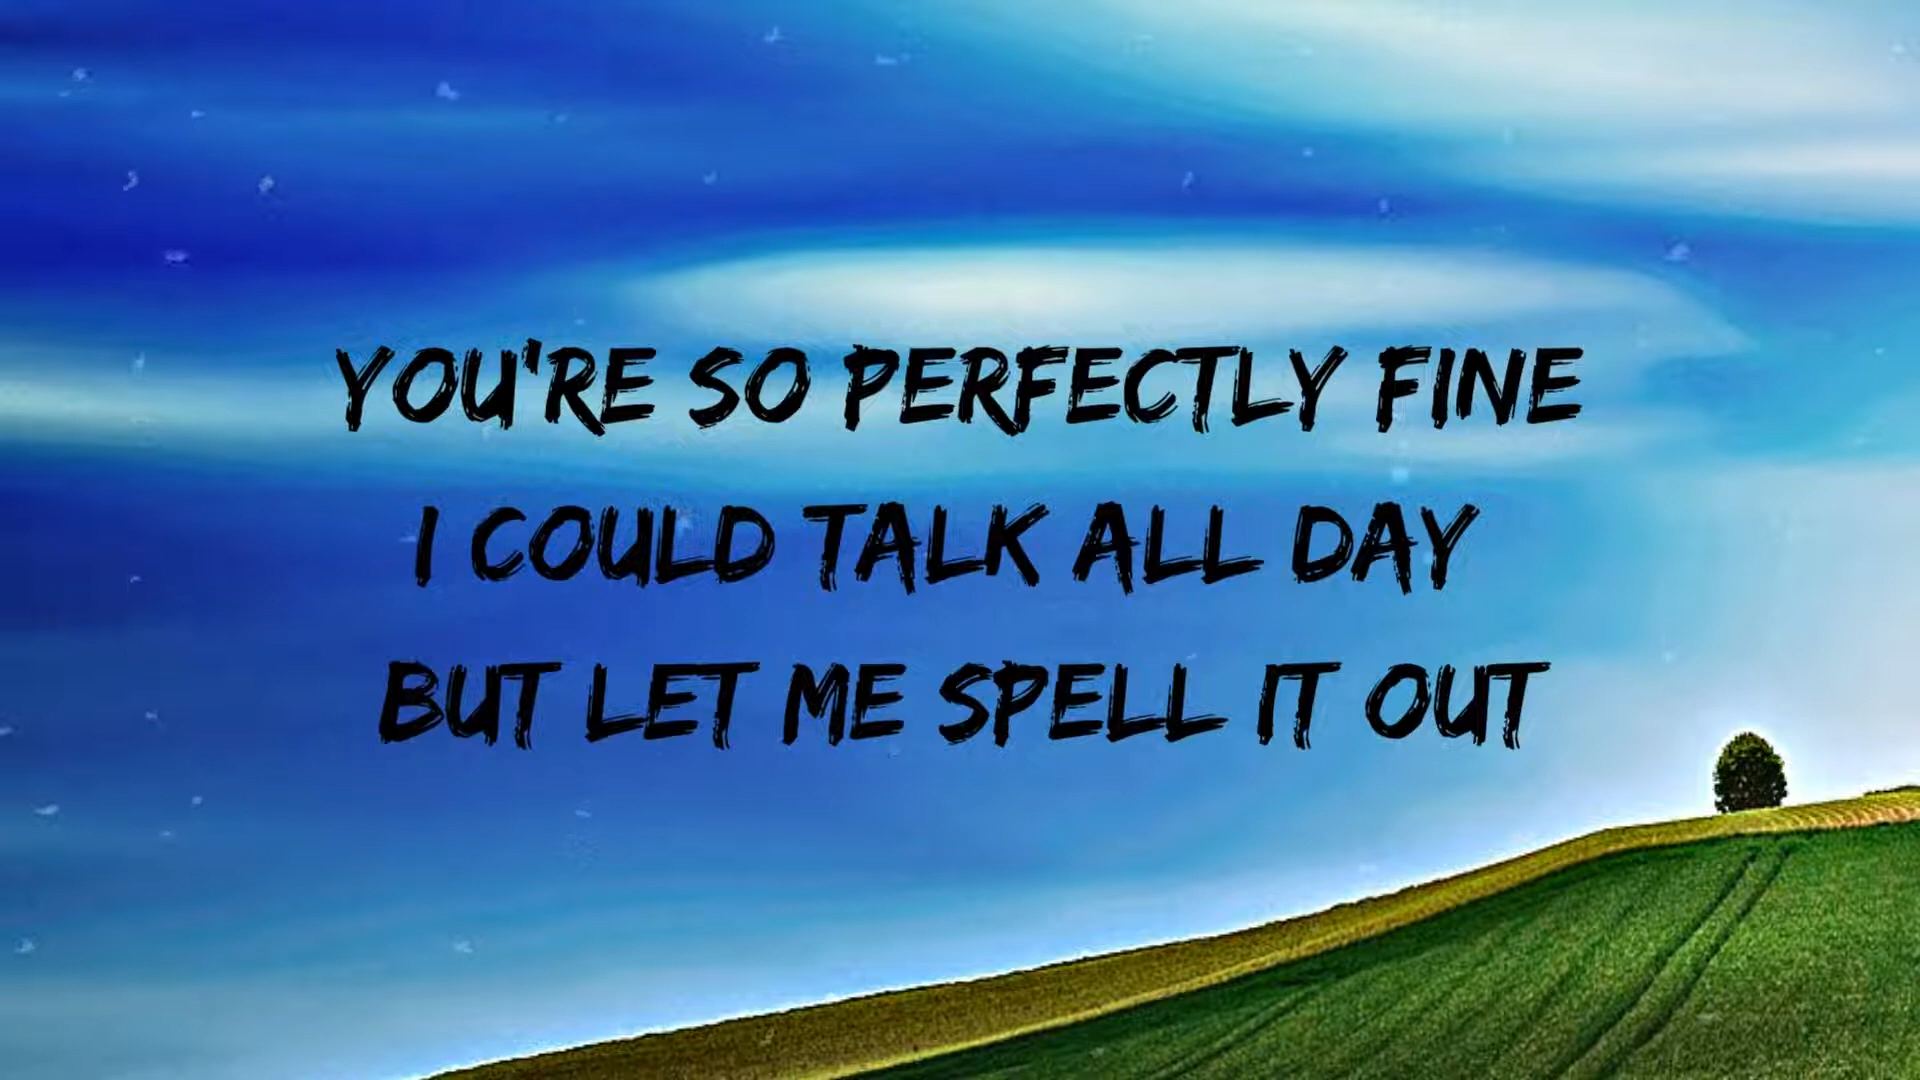 YOU'RE SO PERFECTLY FINE
I COULD TALK ALL DAY
BUT LET ME SPELL IT OUT